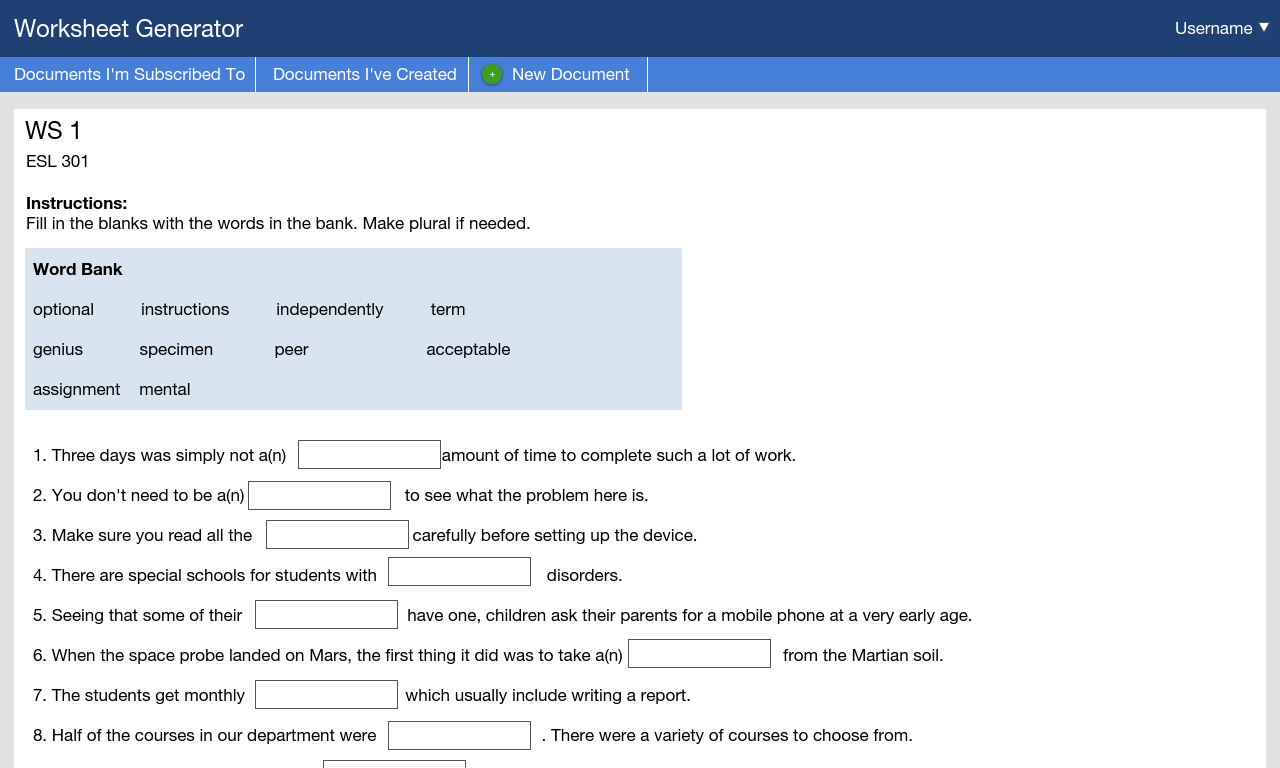 Worksheet Generator
Username
Documents I'm Subscribed To
Documents I've Created
+ New Document
WS 1
ESL 301
Instructions:
Fill in the blanks with the words in the bank. Make plural if needed.
Word Bank
optional instructions independently term
genius specimen peer acceptable
assignment mental
1. Three days was simply not a(n) amount of time to complete such a lot of work.
2. You don't need to be a(n) to see what the problem here is.
3. Make sure you read all the carefully before setting up the device.
4. There are special schools for students with disorders.
5. Seeing that some of their have one, children ask their parents for a mobile phone at a very early age.
6. When the space probe landed on Mars, the first thing it did was to take a(n) from the Martian soil.
7. The students get monthly which usually include writing a report.
8. Half of the courses in our department were . There were a variety of courses to choose from.